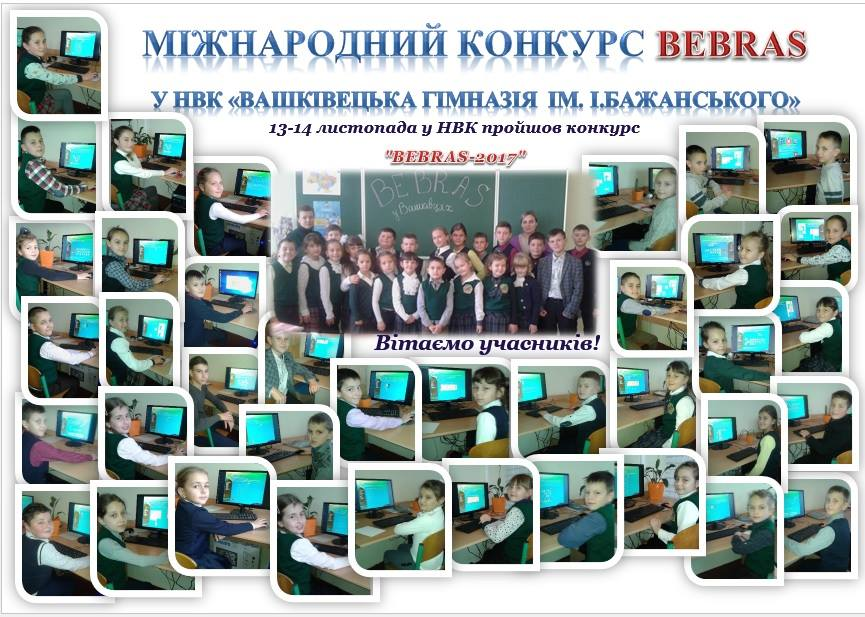 МІЖНАРОДНИЙ КОНКУРС BEBRAS
У НВК «ВАШКІВЕЦЬКА ГІМНАЗІЯ ІМ. І.БАЖАНСЬКОГО»
13-14 листопада у НВК пройшов конкурс
"BEBRAS-2017"
BEBRAS
у Вашківцях
Вітаємо учасників!